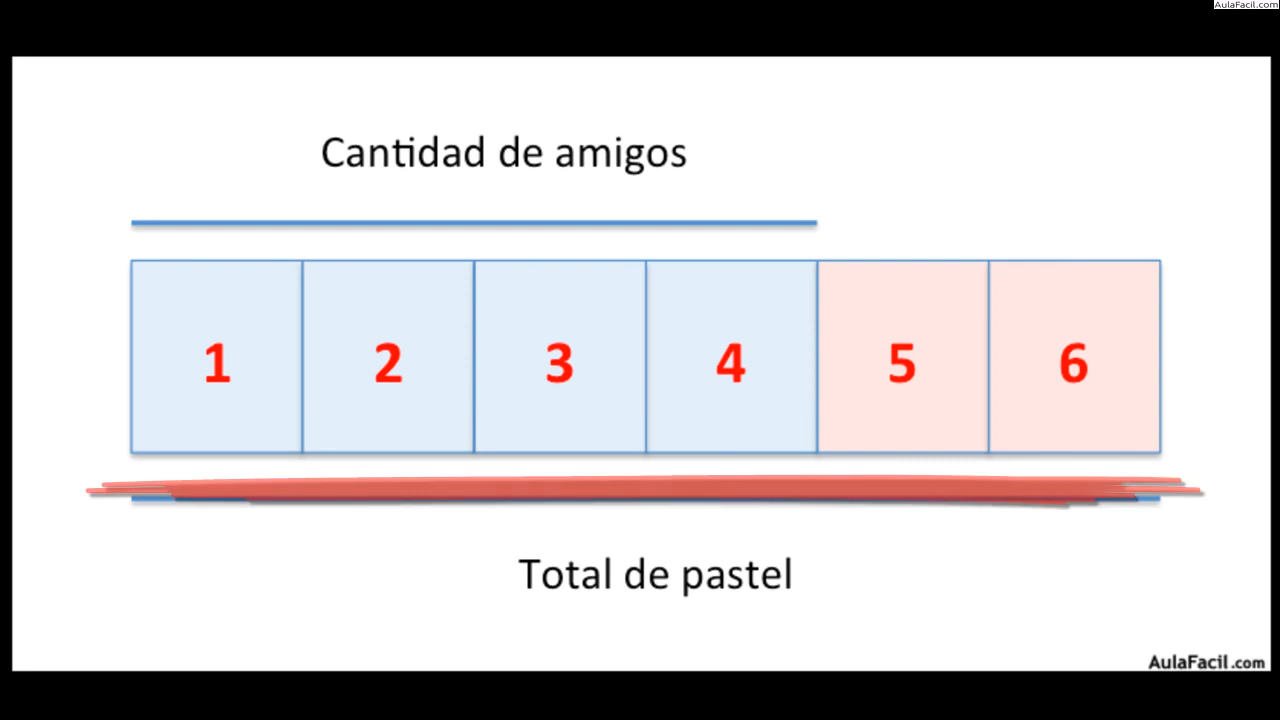 AulaFacil.com
Cantidad de amigos
1 2 3 4 5 6
Total de pastel
AulaFacil.com